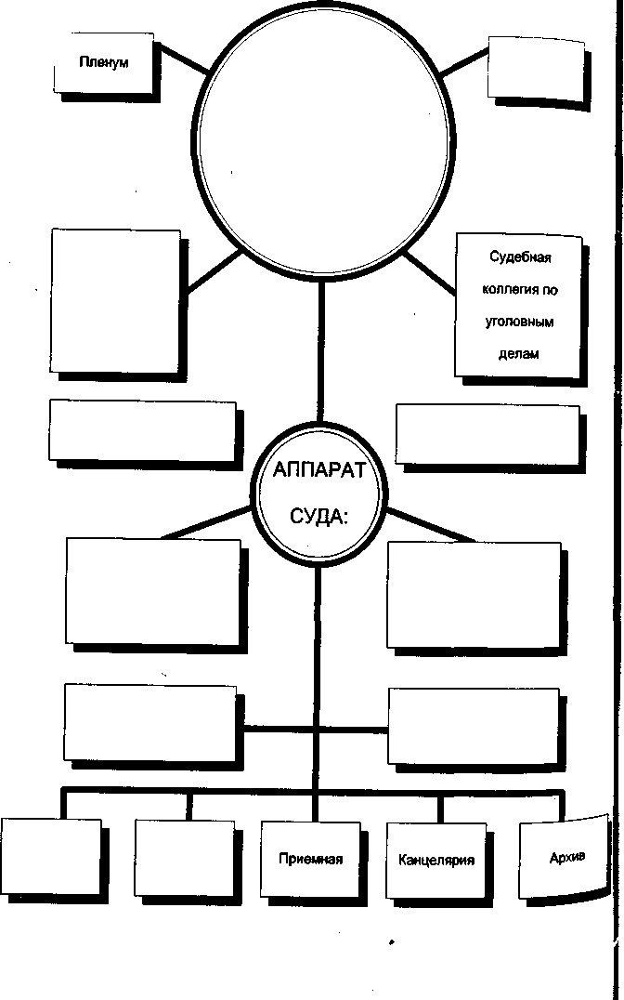 Пленум
Судебная
коллегия по
уголовным
делам
АППАРАТ
СУДА:
Приемная
Канцелярия
Архив